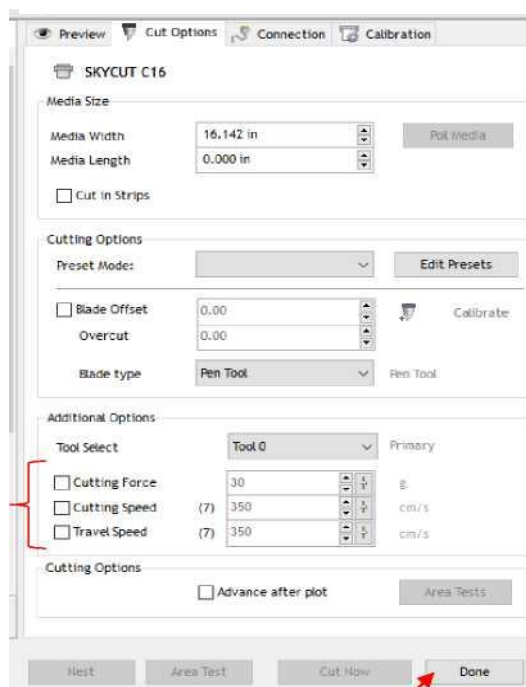 Preview Cut Options Connection Calibration
SKYCUT C16
Media Size
Media Width 16.142 in Poll Media
Media Length 0.000 in
Cut in Strips
Cutting Options
Preset Mode: Edit Presets
Blade Offset 0.00 Calibrate
Overcut 0.00
Blade type Pen Tool Pen Tool
Additional Options
Tool Select Tool 0 Primary
Cutting Force 30 g
Cutting Speed (7) 350 cm/s
Travel Speed (7) 350 cm/s
Cutting Options
Advance after plot Area Tests
Nest Area Test Cut Now Done